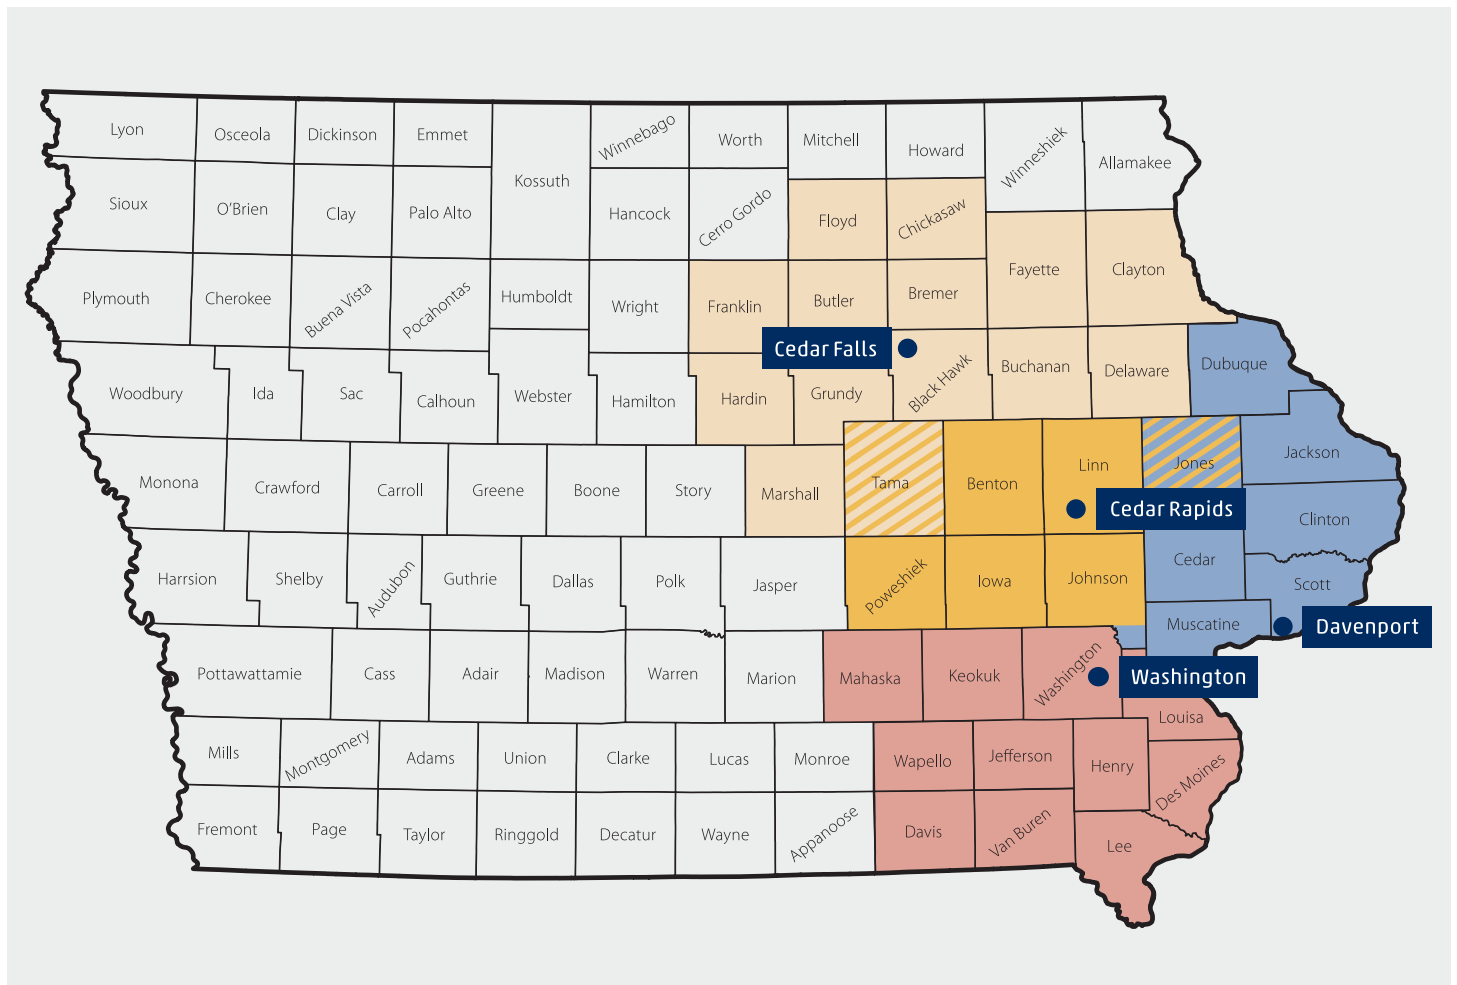 Lyon
Osceola
Dickinson
Emmet
Kossuth
Winnebago
Worth
Mitchell
Howard
Winneshiek
Allamakee
Sioux
O'Brien
Clay
Palo Alto
Hancock
Cerro Gordo
Floyd
Chickasaw
Fayette
Clayton
Plymouth
Cherokee
Buena Vista
Pocahontas
Humboldt
Wright
Franklin
Butler
Bremer
Cedar Falls
Woodbury
Ida
Sac
Calhoun
Webster
Hamilton
Hardin
Grundy
Black Hawk
Buchanan
Delaware
Dubuque
Monona
Crawford
Carroll
Greene
Boone
Story
Marshall
Tama
Benton
Linn
Jones
Jackson
Cedar Rapids
Clinton
Harrsion
Shelby
Audubon
Guthrie
Dallas
Polk
Jasper
Poweshiek
Iowa
Johnson
Cedar
Scott
Muscatine
Davenport
Pottawattamie
Cass
Adair
Madison
Warren
Marion
Mahaska
Keokuk
Washington
Washington
Louisa
Mills
Montgomery
Adams
Union
Clarke
Lucas
Monroe
Wapello
Jefferson
Henry
Des Moines
Fremont
Page
Taylor
Ringgold
Decatur
Wayne
Appanoose
Davis
Van Buren
Lee